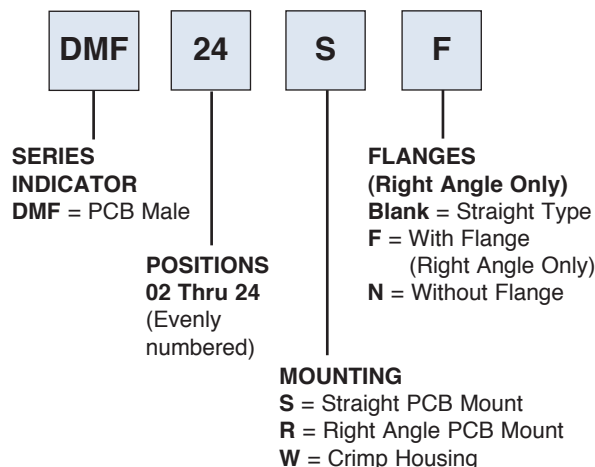 DMF 24 S F
SERIES
INDICATOR
DMF = PCB Male
POSITIONS
02 Thru 24
(Evenly
numbered)
MOUNTING
S = Straight PCB Mount
R = Right Angle PCB Mount
W = Crimp Housing
FLANGES
(Right Angle Only)
Blank = Straight Type
F = With Flange
(Right Angle Only)
N = Without Flange